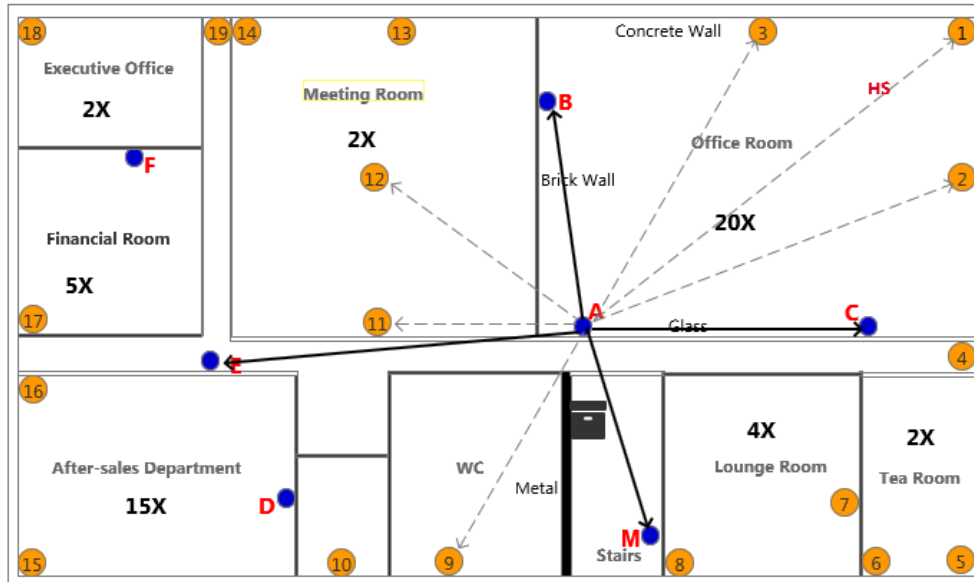 18
19
14
13
Concrete Wall
3
1
Executive Office
HS
Meeting Room
2X
B
2X
Office Room
F
12
Brick Wall
2
20X
Financial Room
5X
A
C
17
11
Glass
4
E
16
4X
2X
After-sales Department
WC
Lounge Room
Tea Room
15X
D
Metal
7
M
Stairs
15
10
9
8
6
5